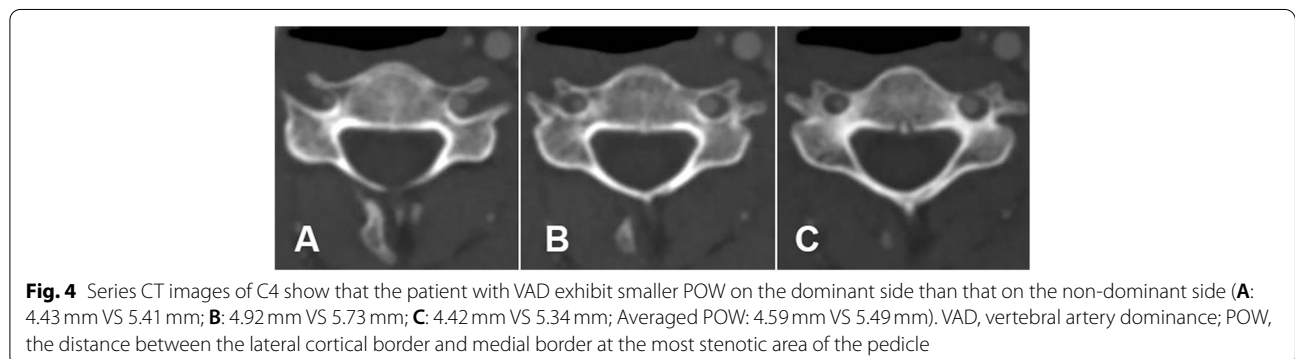 A
B
C
Fig. 4 Series CT images of C4 show that the patient with VAD exhibit smaller POW on the dominant side than that on the non-dominant side (A:
4.43 mm VS 5.41 mm; B: 4.92 mm VS 5.73 mm; C: 4.42 mm VS 5.34 mm; Averaged POW: 4.59 mm VS 5.49 mm). VAD, vertebral artery dominance; POW,
the distance between the lateral cortical border and medial border at the most stenotic area of the pedicle